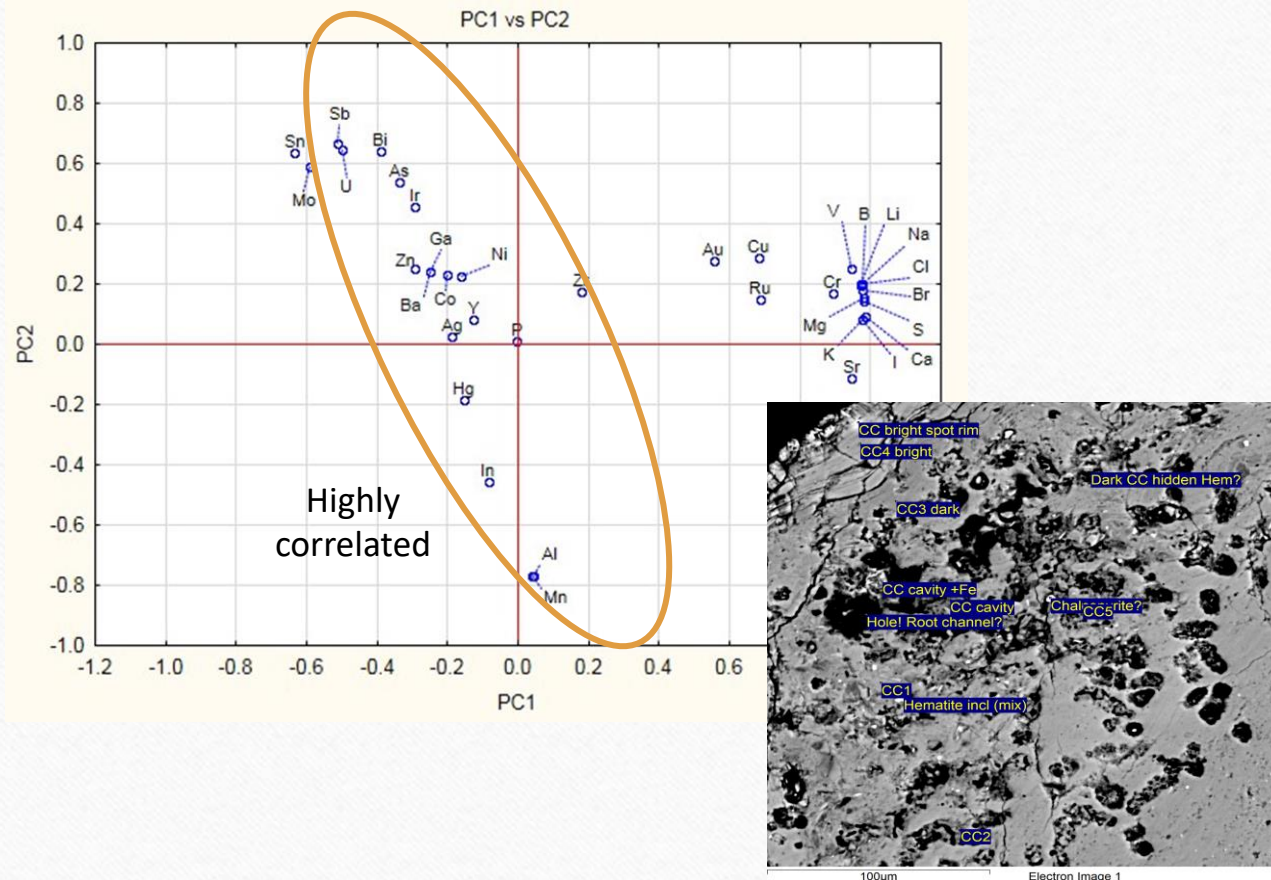 PC1 vs PC2
PC2
1.0
0.8
0.6
0.4
0.2
0.0
-0.2
-0.4
-0.6
-0.8
-1.0
-1.2
-1.0
-0.8
-0.6
-0.4
-0.2
0.0
0.2
0.4
0.6
PC1
Sn
Mo
Sb
U
Bi
As
Ir
Zn
Ga
Ba
Co
Ni
Y
Ag
P
Hg
In
Al
Mn
Au
Cu
Ru
V
B
Li
Na
Cl
Cr
Br
Mg
S
K
I
Ca
Sr
Highly
correlated
CC bright spot rim
CC4 bright
Dark CC hidden Hem?
CC3 dark
CC cavity +Fe
CC cavity
CC5
Hole! Root channel?
CC1
Hematite incl (mix)
CC2
100um
Electron Image 1